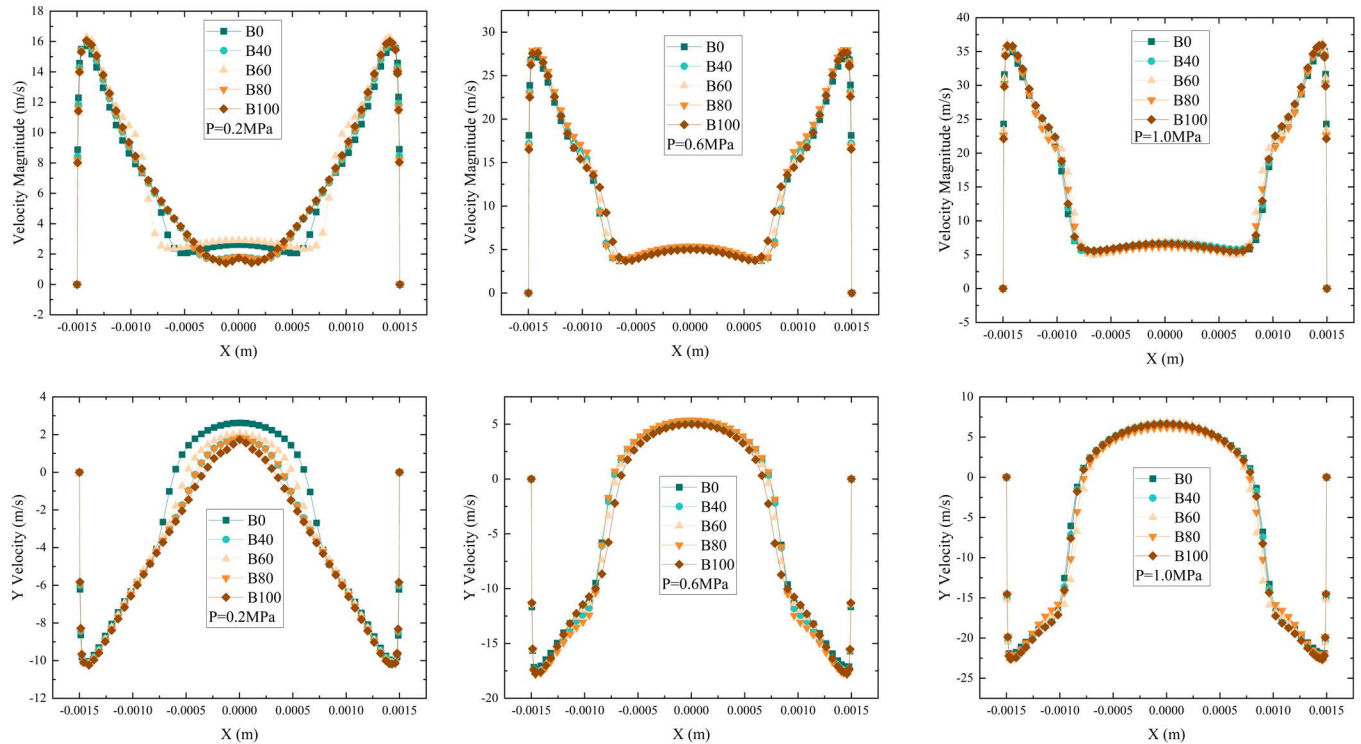 18
16
14
12
10
8
6
4
2
0
-2
Velocity Magnitude (m/s)
B0
B40
B60
B80
B100
P=0.2MPa
-0.0015 -0.0010 -0.0005 0.0000 0.0005 0.0010 0.0015
X (m)
30
25
20
15
10
5
0
Velocity Magnitude (m/s)
B0
B40
B60
B80
B100
P=0.6MPa
-0.0015 -0.0010 -0.0005 0.0000 0.0005 0.0010 0.0015
X (m)
40
35
30
25
20
15
10
5
0
-5
Velocity Magnitude (m/s)
B0
B40
B60
B80
B100
P=1.0MPa
-0.0015 -0.0010 -0.0005 0.0000 0.0005 0.0010 0.0015
X (m)
4
2
0
-2
-4
-6
-8
-10
-12
Y Velocity (m/s)
B0
B40
B60
B80
B100
P=0.2MPa
-0.0015 -0.0010 -0.0005 0.0000 0.0005 0.0010 0.0015
X (m)
5
0
-5
-10
-15
-20
Y Velocity (m/s)
B0
B40
B60
B80
B100
P=0.6MPa
-0.0015 -0.0010 -0.0005 0.0000 0.0005 0.0010 0.0015
X (m)
10
5
0
-5
-10
-15
-20
-25
Y Velocity (m/s)
B0
B40
B60
B80
B100
P=1.0MPa
-0.0015 -0.0010 -0.0005 0.0000 0.0005 0.0010 0.0015
X (m)